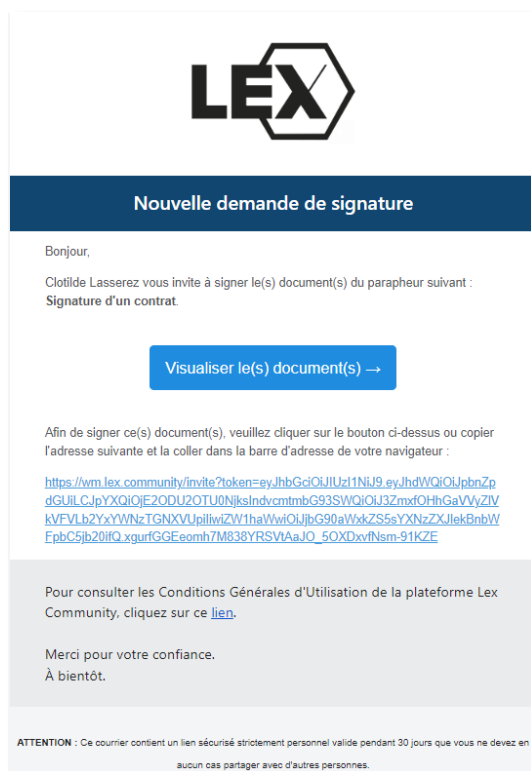 LEX
Nouvelle demande de signature
Bonjour,
Clotilde Lasserez vous invite à signer le(s) document(s) du parapheur suivant :
Signature d'un contrat.
Visualiser le(s) document(s) →
Afin de signer ce(s) document(s), veuillez cliquer sur le bouton ci-dessus ou copier
l'adresse suivante et la coller dans la barre d'adresse de votre navigateur :
https://wm.lex.community/invite?token=eyJhbGciOiJIUzI1NiJ9.eyJhdWQiOiJpbnZp
dGUiLCJpYXQiOjE2ODU2OTU0NjksIndvcmtmbG93SWQiOiJ3ZmxfOHhGaVVyZlV
kVFVLb2YxYWNzTGNXVUpiIiwiZW1haWwiOiJjbG90aWxkZS5sYXNzZXJlekBnbW
FpbC5jb20ifQ.xgurfGGEeomh7M838YRSVtAaJO_5OXDxvfNsm-91KZE
Pour consulter les Conditions Générales d'Utilisation de la plateforme Lex
Community, cliquez sur ce lien.
Merci pour votre confiance.
À bientôt.
ATTENTION : Ce courrier contient un lien sécurisé strictement personnel valide pendant 30 jours que vous ne devez en
aucun cas partager avec d'autres personnes.